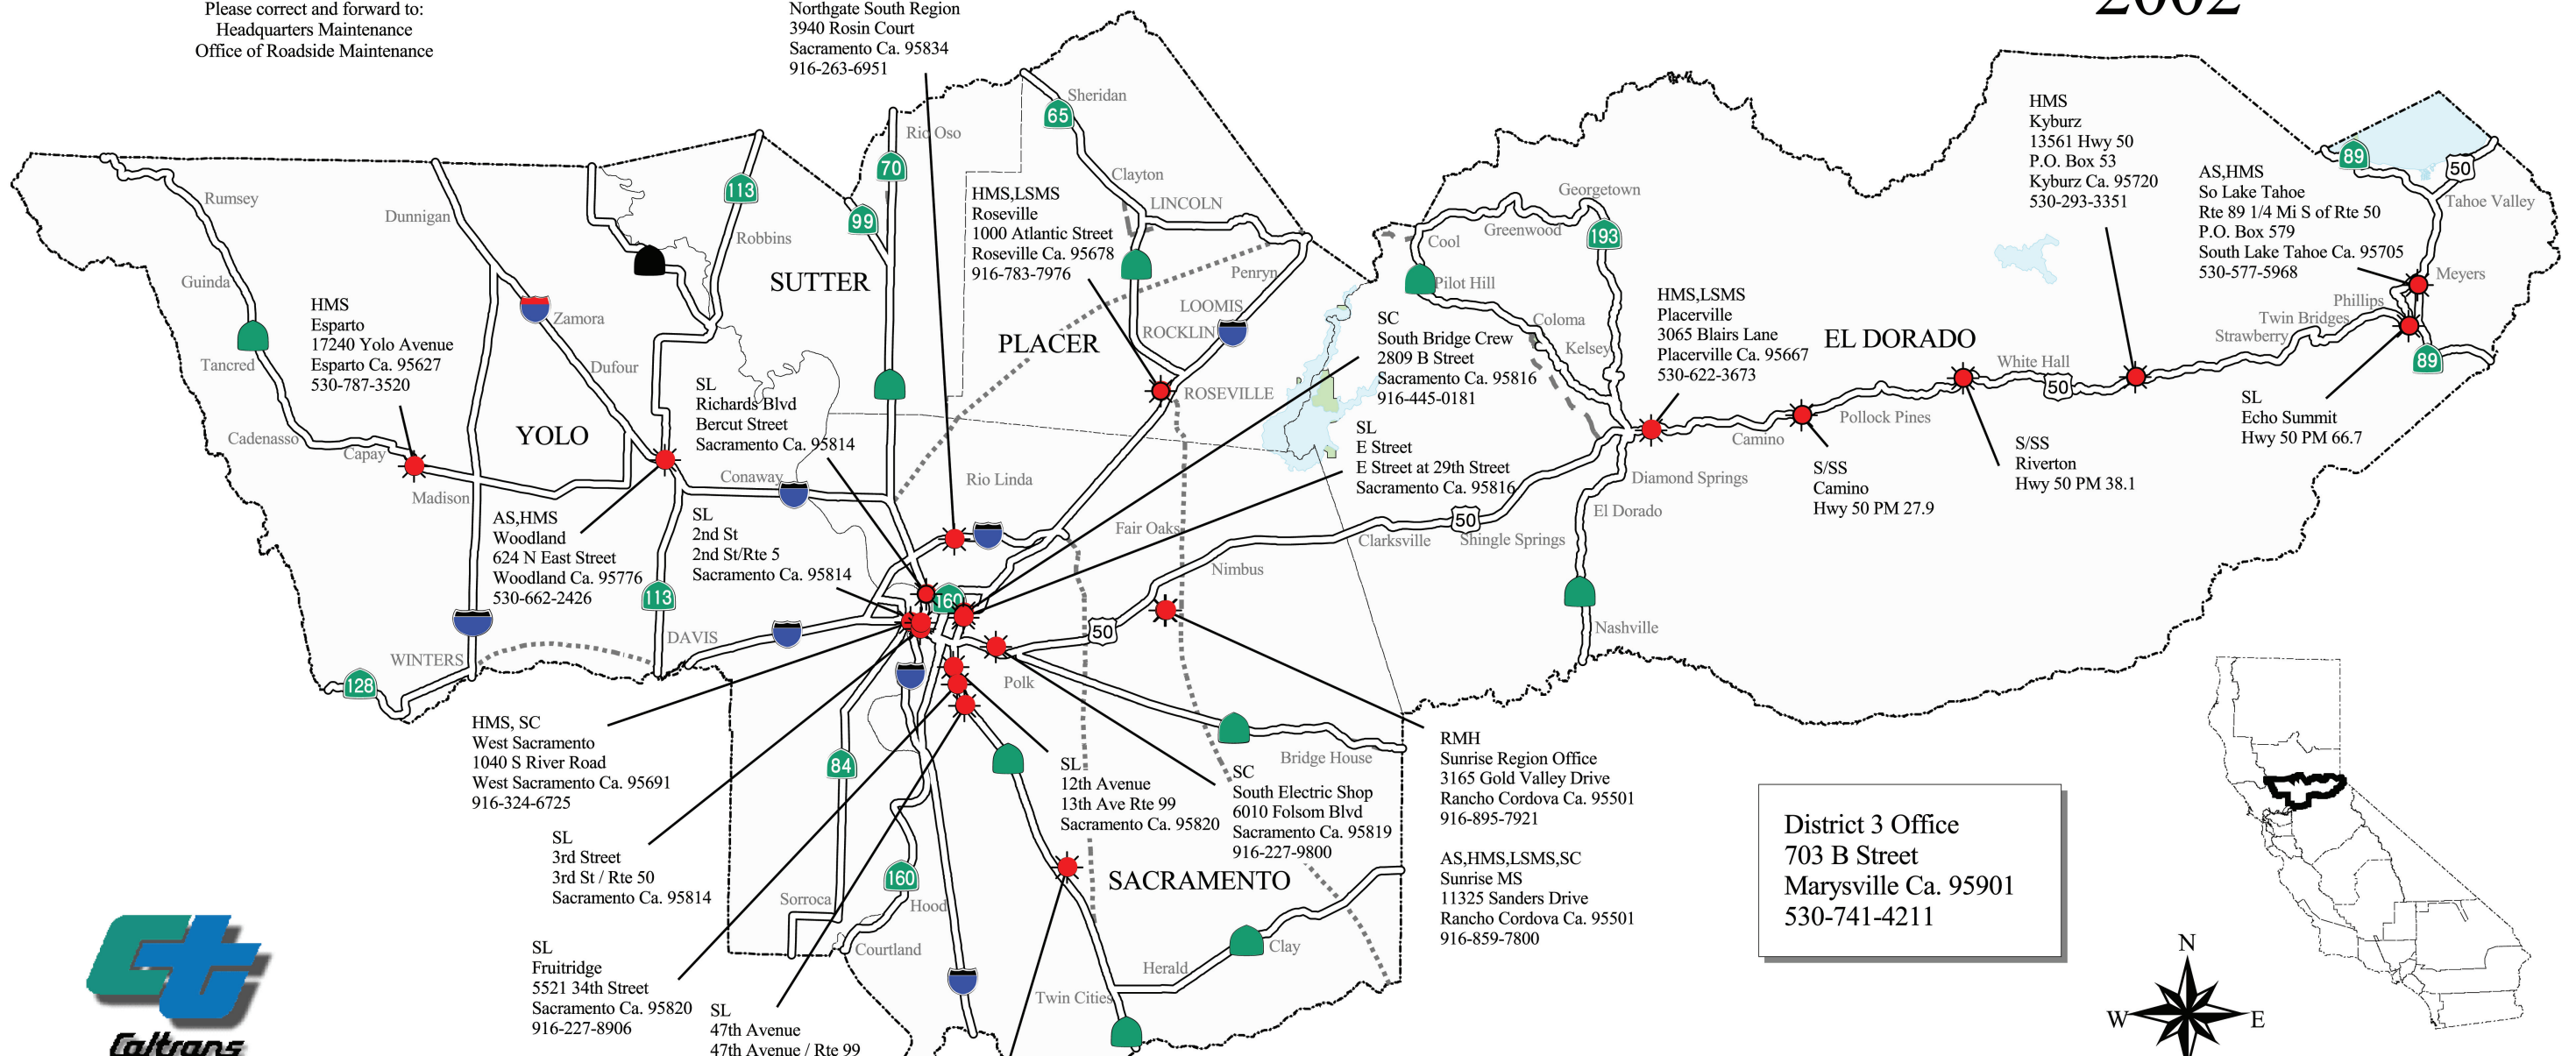 Please correct and forward to:
Headquarters Maintenance
Office of Roadside Maintenance
Northgate South Region
3940 Rosin Court
Sacramento Ca. 95834
916-263-6951
HMS
Esparto
17240 Yolo Avenue
Esparto Ca. 95627
530-787-3520
AS,HMS
Woodland
624 N East Street
Woodland Ca. 95776
530-662-2426
SL
Richards Blvd
Bercut Street
Sacramento Ca. 95814
SL
2nd St
2nd St/Rte 5
Sacramento Ca. 95814
HMS,LSMS
Roseville
1000 Atlantic Street
Roseville Ca. 95678
916-783-7976
SC
South Bridge Crew
2809 B Street
Sacramento Ca. 95816
916-445-0181
SL
E Street
E Street at 29th Street
Sacramento Ca. 95816
HMS,LSMS
Placerville
3065 Blairs Lane
Placerville Ca. 95667
530-622-3673
HMS
Kyburz
13561 Hwy 50
P.O. Box 53
Kyburz Ca. 95720
530-293-3351
AS,HMS
So Lake Tahoe
Rte 89 1/4 Mi S of Rte 50
P.O. Box 579
South Lake Tahoe Ca. 95705
530-577-5968
SL
Echo Summit
Hwy 50 PM 66.7
S/SS
Riverton
Hwy 50 PM 38.1
S/SS
Camino
Hwy 50 PM 27.9
HMS, SC
West Sacramento
1040 S River Road
West Sacramento Ca. 95691
916-324-6725
SL
3rd Street
3rd St / Rte 50
Sacramento Ca. 95814
SL
Fruitridge
5521 34th Street
Sacramento Ca. 95820
916-227-8906
SL
47th Avenue
47th Avenue / Rte 99
SL
12th Avenue
13th Ave Rte 99
Sacramento Ca. 95820
SC
South Electric Shop
6010 Folsom Blvd
Sacramento Ca. 95819
916-227-9800
RMH
Sunrise Region Office
3165 Gold Valley Drive
Rancho Cordova Ca. 95501
916-895-7921
AS,HMS,LSMS,SC
Sunrise MS
11325 Sanders Drive
Rancho Cordova Ca. 95501
916-859-7800
District 3 Office
703 B Street
Marysville Ca. 95901
530-741-4211
YOLO
SUTTER
PLACER
EL DORADO
SACRAMENTO
Rumsey
Guinda
Tancred
Cadenasso
Capay
Madison
WINTERS
Dunnigan
Zamora
Dufour
Conaway
DAVIS
Robbins
Rio Oso
Sheridan
Clayton
LINCOLN
Penryn
LOOMIS
ROCKLIN
ROSEVILLE
Rio Linda
Fair Oaks
Nimbus
Polk
Bridge House
Sorroca
Hood
Courtland
Twin Cities
Herald
Clay
Cool
Greenwood
Georgetown
Pilot Hill
Coloma
Kelsey
Clarksville
Shingle Springs
Diamond Springs
El Dorado
Nashville
Camino
Pollock Pines
White Hall
Strawberry
Twin Bridges
Phillips
Meyers
Tahoe Valley
113
99
70
65
193
89
50
89
50
50
50
160
113
128
84
160
Caltrans
N
W
E